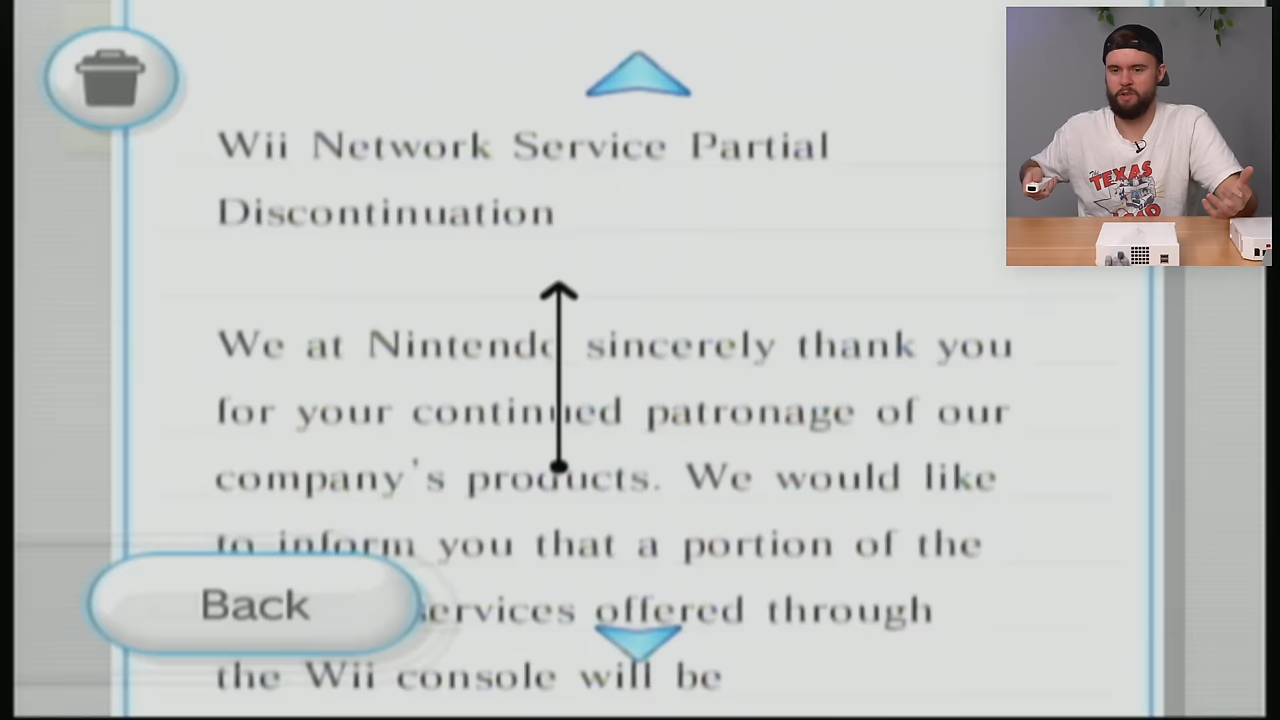 Wii Network Service Partial
Discontinuation
We at Nintendo sincerely thank you
for your continued patronage of our
company's products. We would like
to inform you that a portion of the
services offered through
the Wii console will be
Back
The
TEXAS